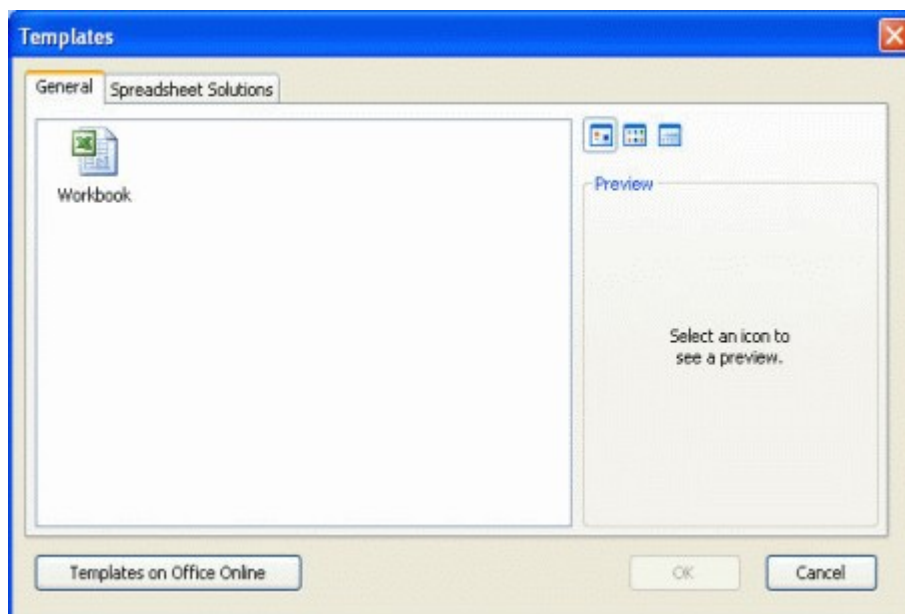 Templates
General
Spreadsheet Solutions
Workbook
Preview
Select an icon to
see a preview.
Templates on Office Online
OK
Cancel